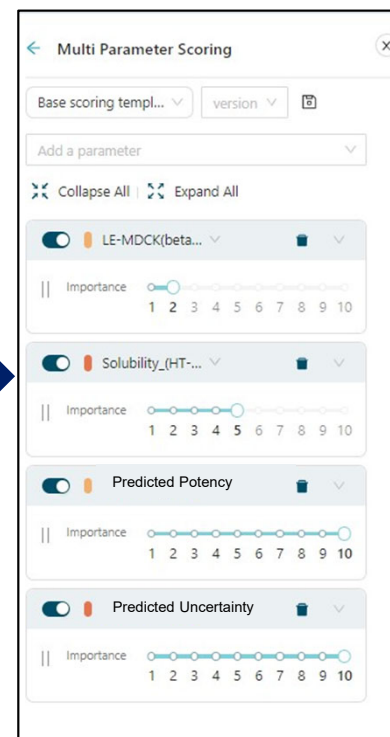 Multi Parameter Scoring
Base scoring templ... version
Add a parameter
Collapse All Expand All
LE-MDCK(beta...
Importance
1 2 3 4 5 6 7 8 9 10
Solubility_(HT-...
Importance
1 2 3 4 5 6 7 8 9 10
Predicted Potency
Importance
1 2 3 4 5 6 7 8 9 10
Predicted Uncertainty
Importance
1 2 3 4 5 6 7 8 9 10